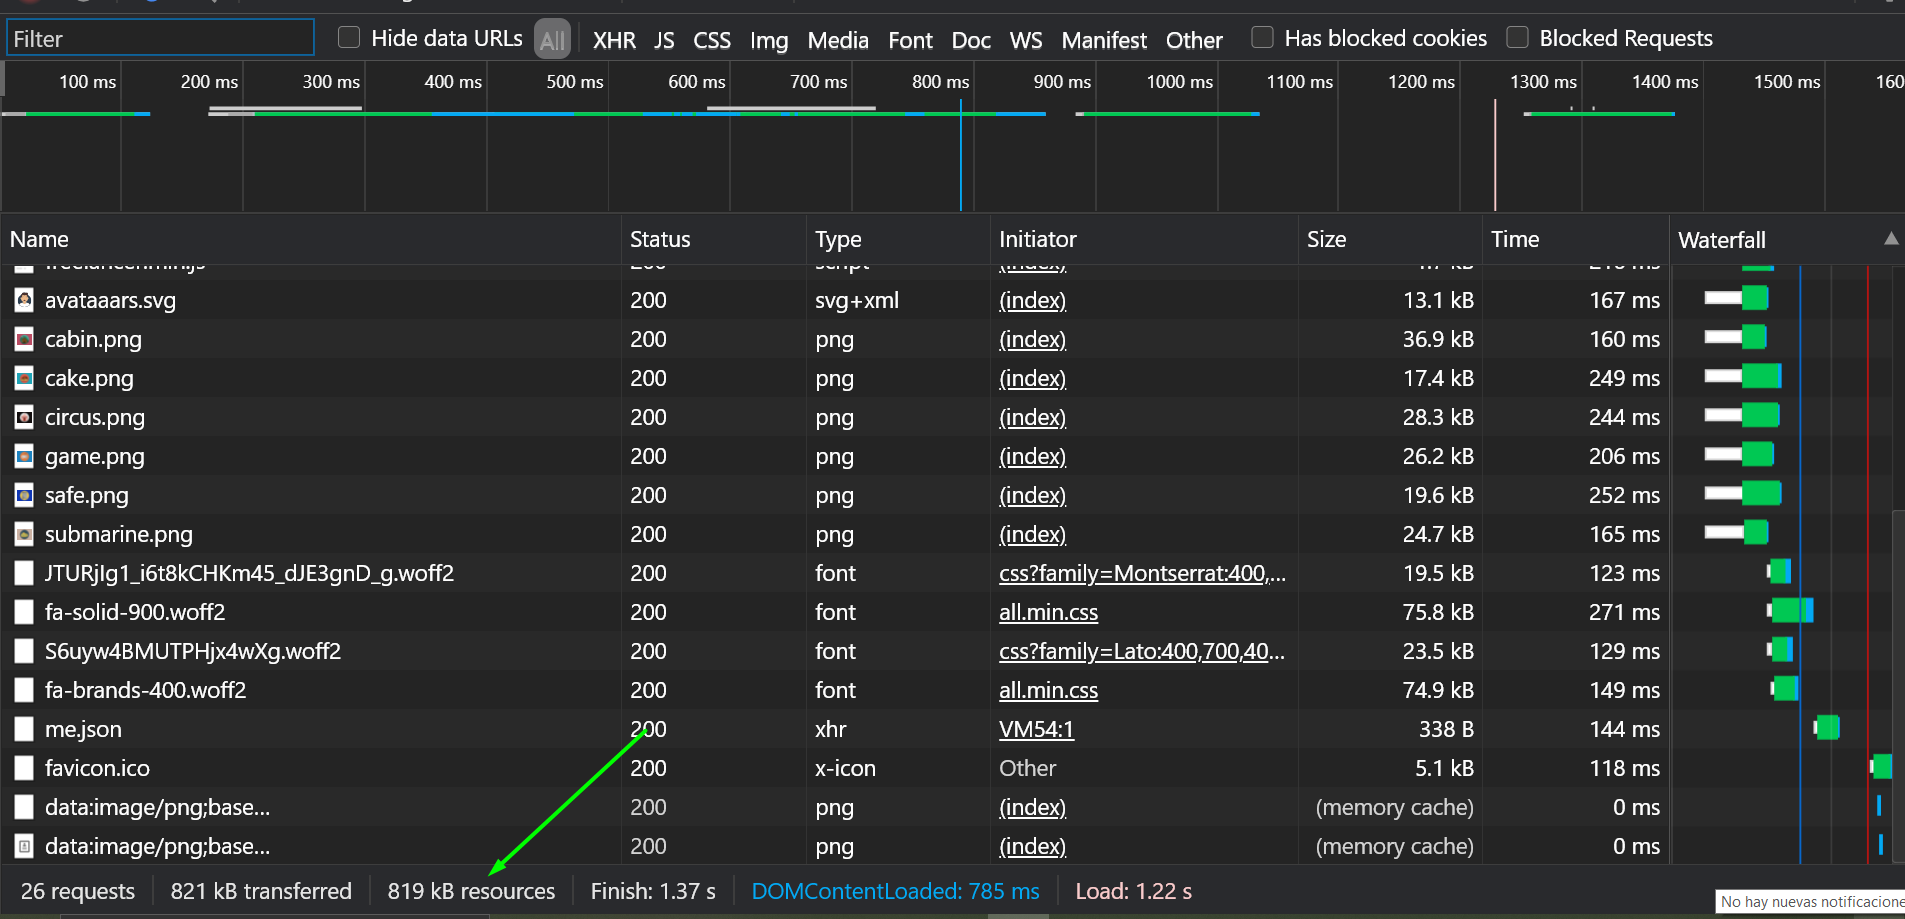 Filter Hide data URLs All XHR JS CSS Img Media Font Doc WS Manifest Other Has blocked cookies Blocked Requests
100 ms 200 ms 300 ms 400 ms 500 ms 600 ms 700 ms 800 ms 900 ms 1000 ms 1100 ms 1200 ms 1300 ms 1400 ms 1500 ms 160
Name Status Type Initiator Size Time Waterfall
avataaars.svg 200 svg+xml (index) 13.1 kB 167 ms
cabin.png 200 png (index) 36.9 kB 160 ms
cake.png 200 png (index) 17.4 kB 249 ms
circus.png 200 png (index) 28.3 kB 244 ms
game.png 200 png (index) 26.2 kB 206 ms
safe.png 200 png (index) 19.6 kB 252 ms
submarine.png 200 png (index) 24.7 kB 165 ms
JTURjIg1_i6t8kCHKm45_dJE3gnD_g.woff2 200 font css?family=Montserrat:400,... 19.5 kB 123 ms
fa-solid-900.woff2 200 font all.min.css 75.8 kB 271 ms
S6uyw4BMUTPHjx4wXg.woff2 200 font css?family=Lato:400,700,40... 23.5 kB 129 ms
fa-brands-400.woff2 200 font all.min.css 74.9 kB 149 ms
me.json 200 xhr VM54:1 338 B 144 ms
favicon.ico 200 x-icon Other 5.1 kB 118 ms
data:image/png;base... 200 png (index) (memory cache) 0 ms
data:image/png;base... 200 png (index) (memory cache) 0 ms
26 requests 821 kB transferred 819 kB resources Finish: 1.37 s DOMContentLoaded: 785 ms Load: 1.22 s
No hay nuevas notificacione